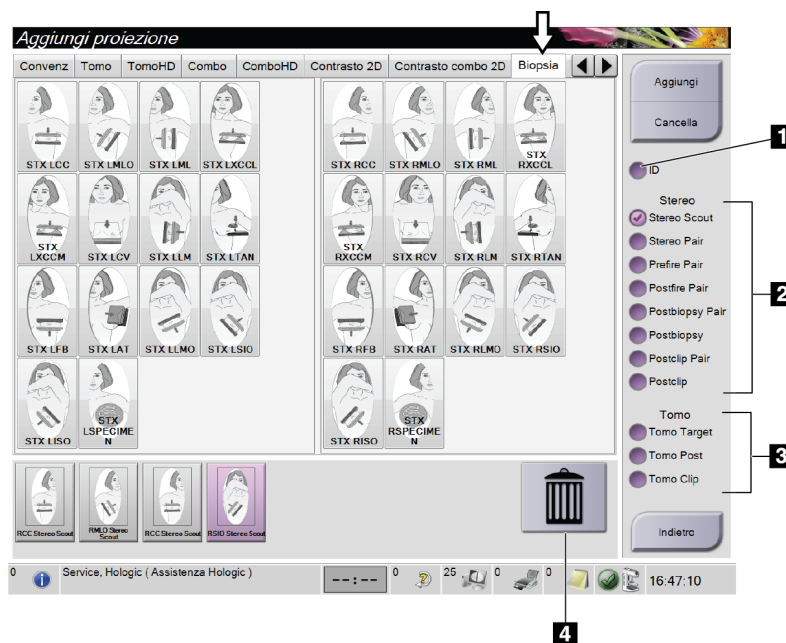 Aggiungi proiezione
Convenz Tomo TomoHD Combo ComboHD Contrasto 2D Contrasto combo 2D Biopsia
Aggiungi
Cancella
1
ID
STX LCC STX LMLO STX LML STX LXCCL
STX RCC STX RMLO STX RML STX
RXCCL
STX
LXCCM STX LCV STX LLM STX LTAN
STX
RXCCM STX RCV STX RLM STX RTAN
STX LFB STX LAT STX LLMO STX LSIO
STX RFB STX RAT STX RLMO STX RSIO
STX LISO STX
LSPECIME
N
STX RISO STX
RSPECIME
N
Stereo
Stereo Scout
Stereo Pair
Prefire Pair
Postfire Pair
Postbiopsy Pair
Postbiopsy
Postclip Pair
Postclip
2
Tomo
Tomo Target
Tomo Post
Tomo Clip
3
RCC Stereo Scout RMLO Stereo
Scout RCC Stereo Scout RSIO Stereo Scout
Indietro
0 Service, Hologic ( Assistenza Hologic ) --:-- 0 25 0 0 16:47:10
4